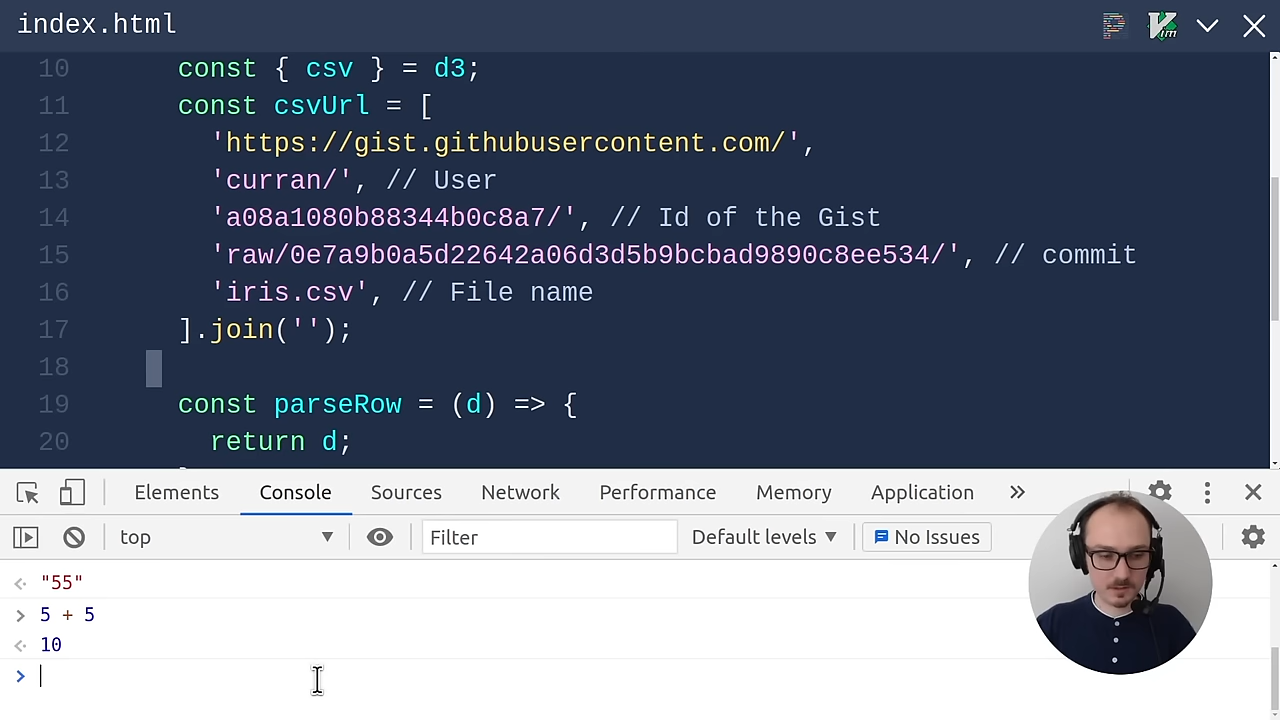 index.html
Vim
10 const { csv } = d3;
11 const csvUrl = [
12 'https://gist.githubusercontent.com/',
13 'curran/', // User
14 'a08a1080b88344b0c8a7/', // Id of the Gist
15 'raw/0e7a9b0a5d22642a06d3d5b9bcbad9890c8ee534/', // commit
16 'iris.csv', // File name
17 ].join('');
18
19 const parseRow = (d) => {
20 return d;
Elements Console Sources Network Performance Memory Application »
top Filter Default levels No Issues
"55"
> 5 + 5
10
>